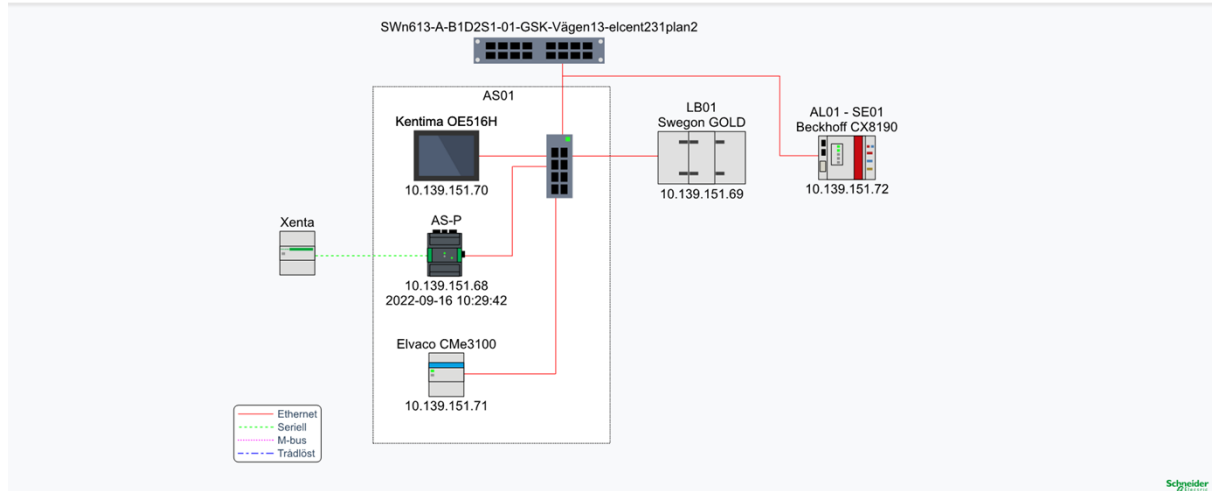 SWn613-A-B1D2S1-01-GSK-Vägen13-elcent231plan2
AS01
Kentima OE516H
10.139.151.70
LB01
Swegon GOLD
10.139.151.69
AL01 - SE01
Beckhoff CX8190
10.139.151.72
Xenta
AS-P
10.139.151.68
2022-09-16 10:29:42
Elvaco CMe3100
10.139.151.71
Ethernet
Seriell
M-bus
Trådlöst
Schneider
Electric